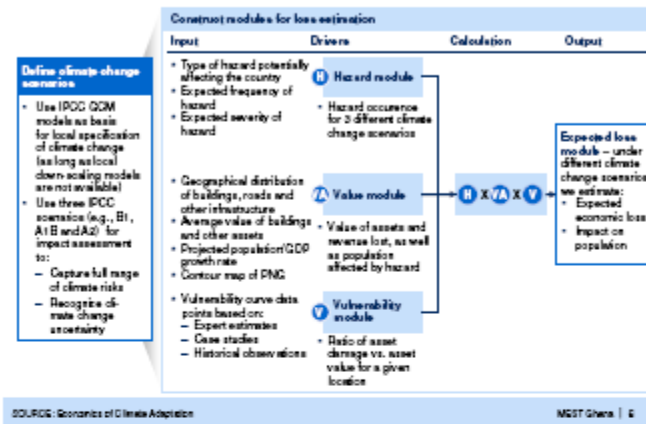 Construct modules for loss estimation
Input
Drivers
Calculation
Output
Define climate change
scenarios
• Use IPCC GCM
models as basis
for local specification
of climate change
(as long as local
down-scaling models
are not available)
• Use three IPCC
scenarios (e.g., B1,
A1B and A2) for
impact assessment
to:
– Capture full range
of climate risks
– Recognize cli-
mate change
uncertainty
• Type of hazard potentially
affecting the country
• Expected frequency of
hazard
• Expected severity of
hazard
H Hazard module
• Hazard occurence
for 3 different climate
change scenarios
• Geographical distribution
of buildings, roads and
other infrastructure
• Average value of buildings
and other assets
• Projected population/GDP
growth rate
• Contour map of PNG
VA Value module
• Value of assets and
revenue lost, as well
as population
affected by hazard
• Vulnerability curve data
points based on:
– Expert estimates
– Case studies
– Historical observations
V Vulnerability
module
• Ratio of asset
damage vs. asset
value for a given
location
H X VA X V
Expected loss
module – under
different climate
change scenarios
we estimate:
• Expected
economic loss
• Impact on
population
SOURCE: Economics of Climate Adaptation
MEST Ghana |